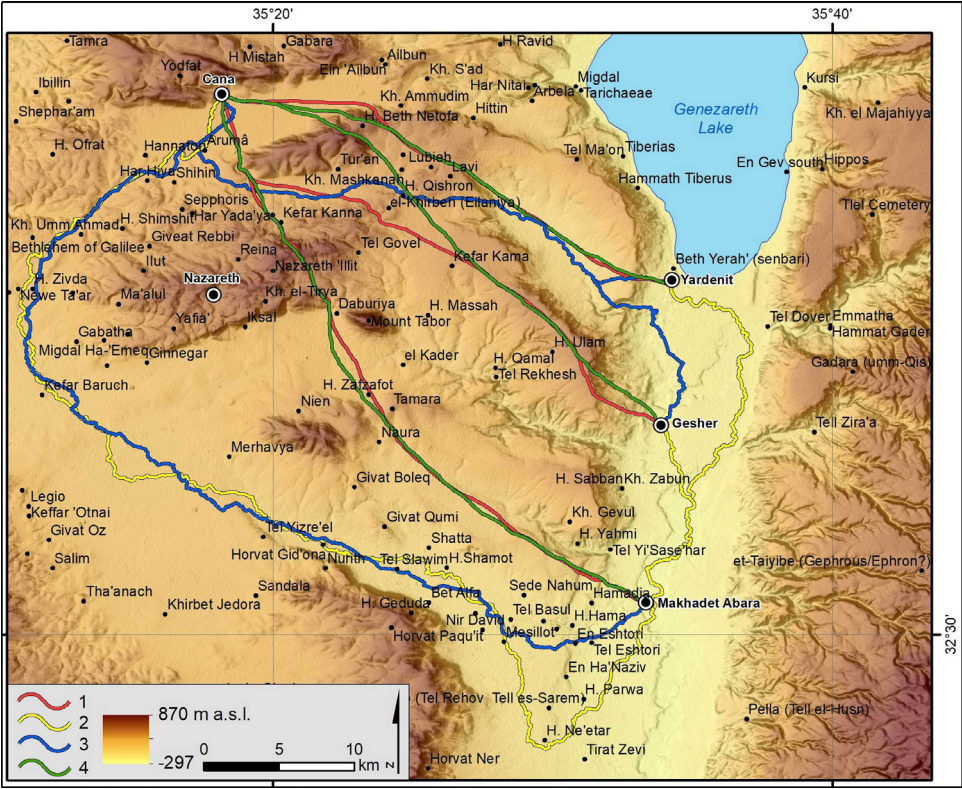 35°20'
35°40'
Tamra
Gabara
H Ravid
H Mistah
Ailbun
Yodfat
Ein 'Ailbun
Kh. S'ad
Cana
Har Nitai
Migdal
Kursi
Ibillin
Arbela
Tarichaeae
Kh. Ammudim
Shephar'am
Hittin
Genezareth
Lake
Kh. el Majahiyya
H. Beth Netofa
H. Ofrat
Hannaton
Arumâ
Tur'an
Lubieh
Tel Ma'on
Tiberias
Lavi
En Gev south
Hippos
Har Hiva
Shihin
Kh. Mashkanah
H. Qishron
Hammath Tiberus
Sepphoris
el-Khirbeh (Eilaniya)
Tlel Cemetery
Kh. Umm Ahmad
H. Shimshit
Har Yada'ya
Kefar Kanna
Giveat Rebbi
Bethlehem of Galilee
Reina
Tel Govel
Ilut
Kefar Kama
Beth Yerah' (senbari)
Nazareth 'Illit
H. Zivda
Nazareth
Yardenit
Newe Ta'ar
Ma'alul
Kh. el-Tirya
Daburiya
H. Massah
Yafia'
Iksal
Mount Tabor
Tel Dover
Emmatha
Hammat Gader
Gabatha
Migdal Ha-'Emeq
Ginnegar
el Kader
H. Ulam
H. Qamal
Tel Rekhesh
Gadara (umm-Qis)
Kefar Baruch
H. Zafzafot
Nien
Tamara
Gesher
Tell Zira'a
Naura
Merhavya
Givat Boleq
H. Sabban
Kh. Zabun
Legio
Keffar 'Otnai
Givat Oz
Kh. Gevul
Givat Qumi
Tel Yizre'el
H. Yahmi
Shatta
Tel Yi'Sase'har
Salim
Horvat Gid'ona
Nurith
Tel Slawim
H.Shamot
et-Taiyibe (Gephrous/Ephron?)
Tha'anach
Sandala
Bet Alfa
Sede Nahum
Hamadia
Makhadet Abara
Khirbet Jedora
H. Geduda
Tel Basul
H.Hama
Nir David
Mesillot
En Eshtori
Horvat Paqu'it
Tel Eshtori
32°30'
En Ha'Naziv
(Tel Rehov
Tell es-Sarem)
H. Parwa
Pella (Tell el-Husn)
H. Ne'etar
Tirat Zevi
Horvat Ner
1
2
3
4
870 m a.s.l.
-297
0 5 10
km
N